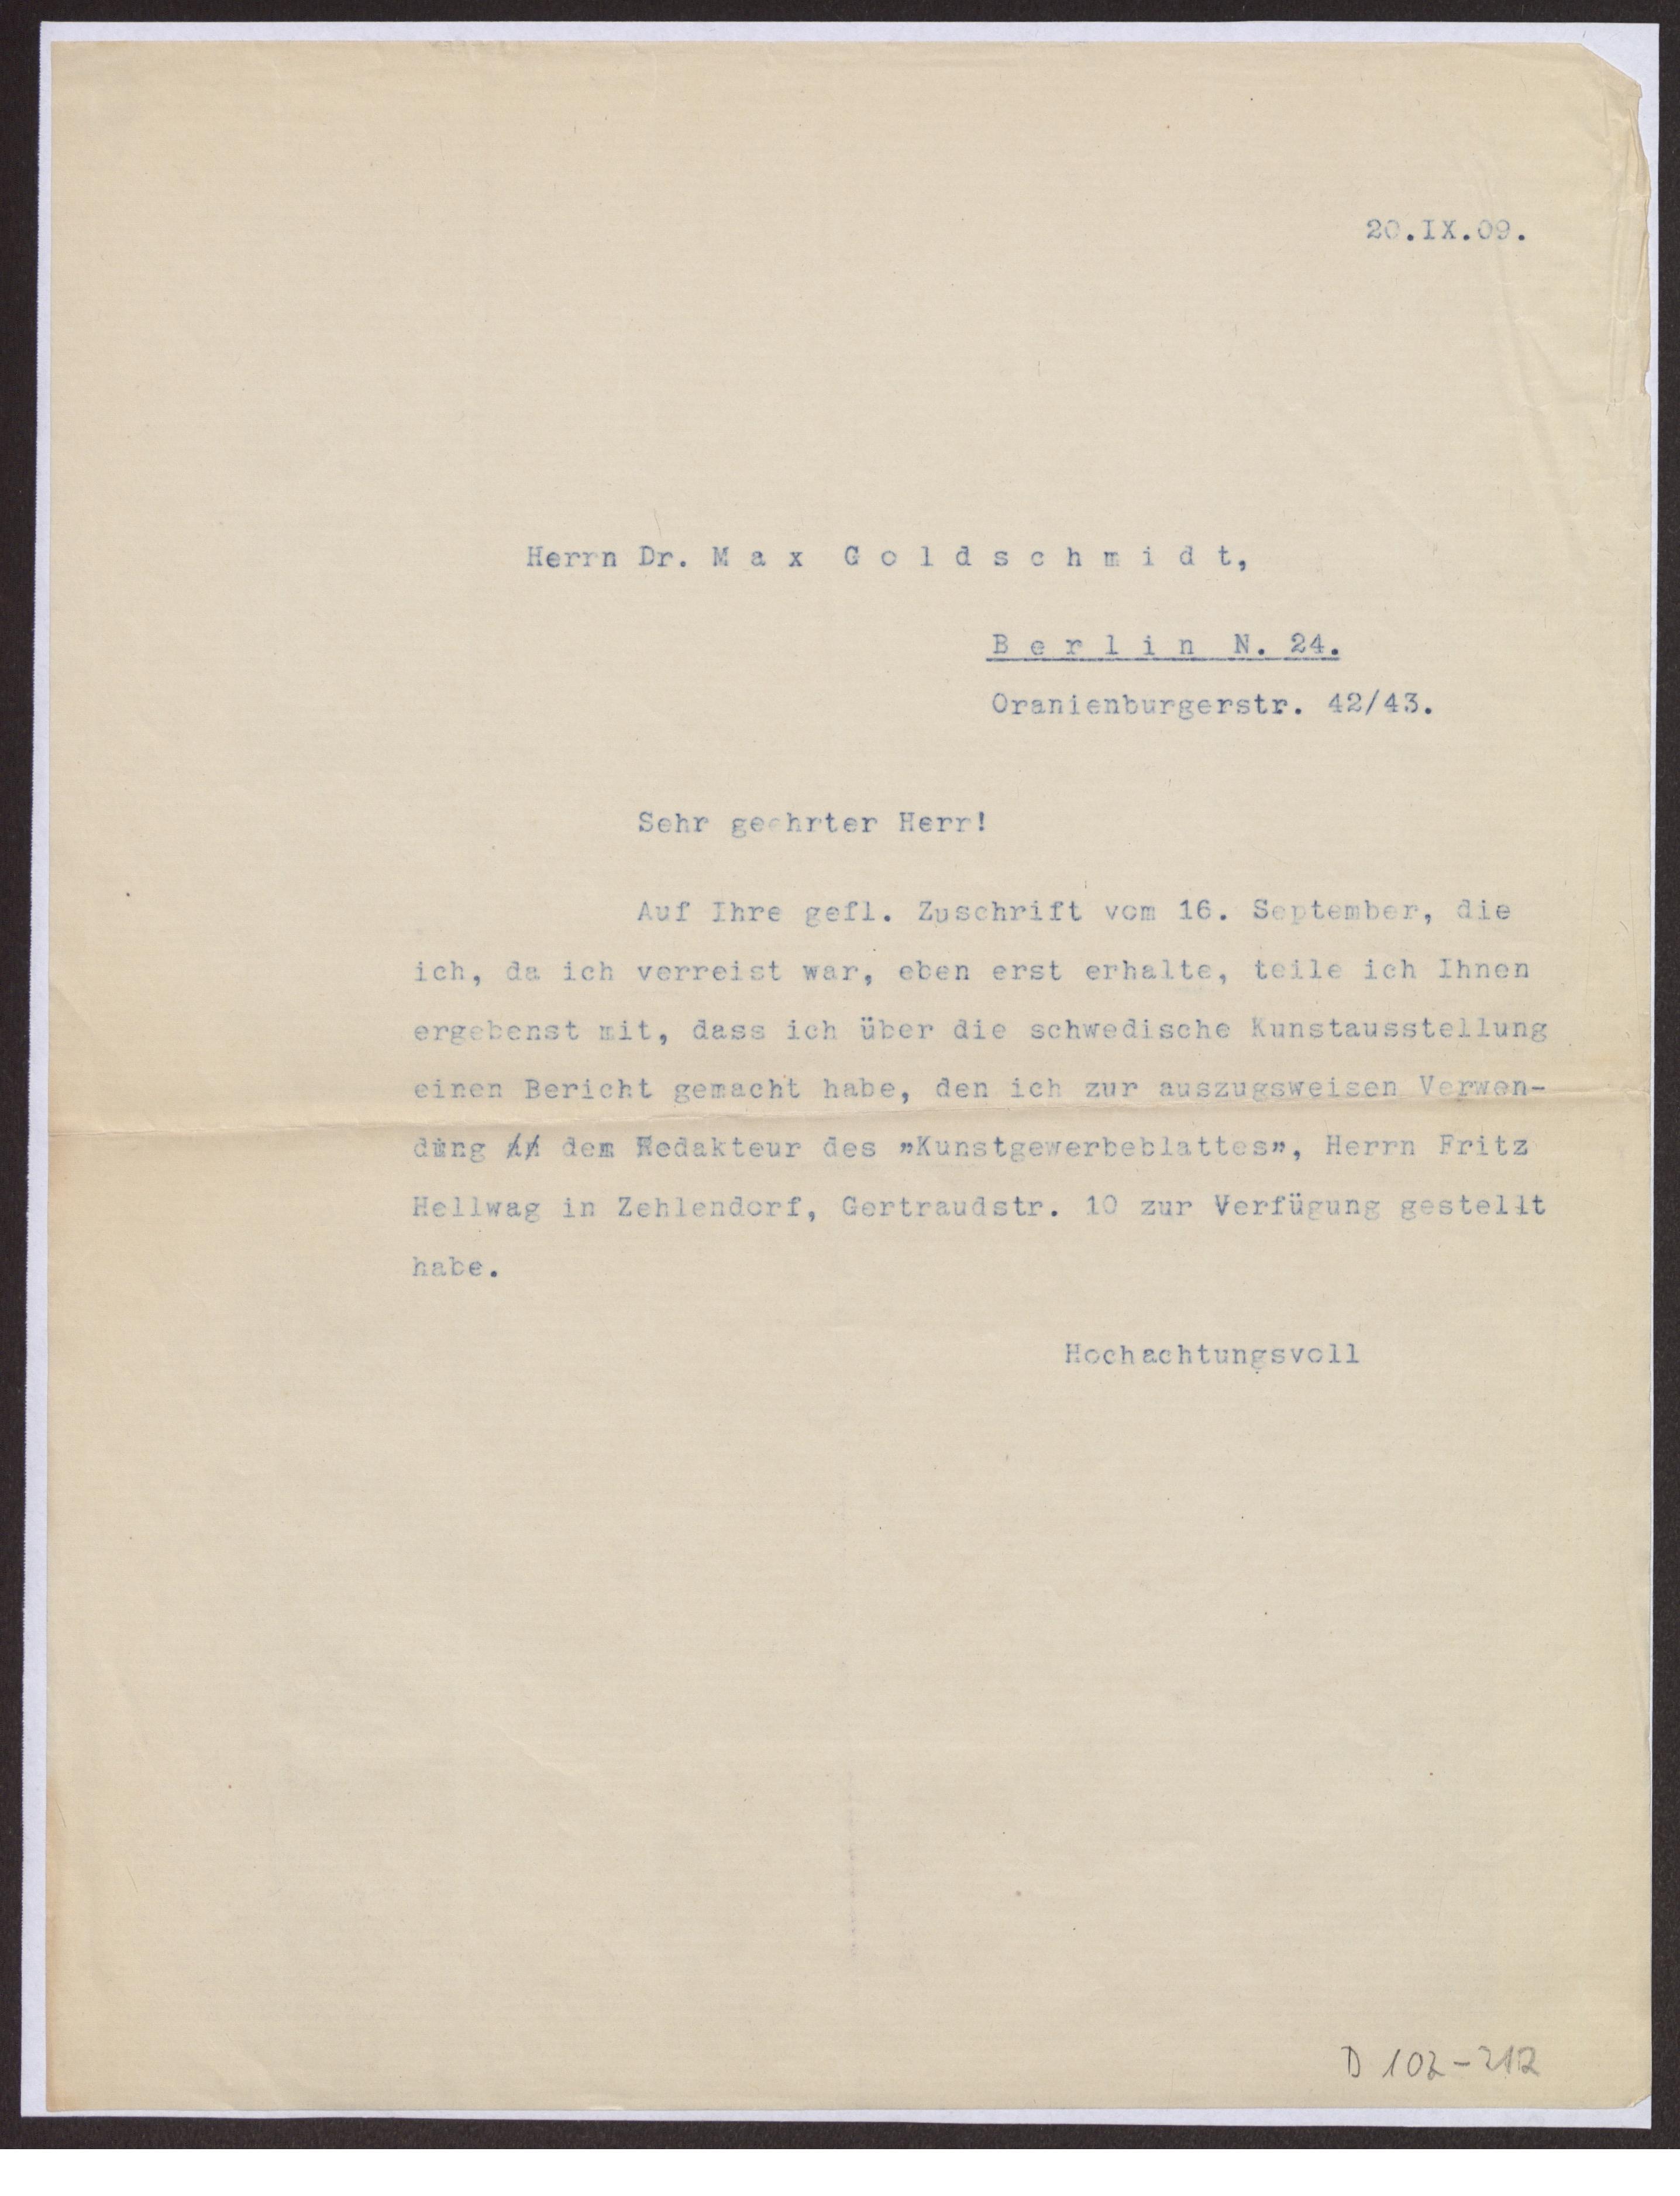 20.IX.09.
Herrn Dr. M a x  G o l d s c h m i d t,
B e r l i n  N. 24.
Oranienburgerstr. 42/43.
Sehr geehrter Herr!
Auf Ihre gefl. Zuschrift vom 16. September, die
ich, da ich verreist war, eben erst erhalte, teile ich Ihnen
ergebenst mit, dass ich über die schwedische Kunstausstellung
einen Bericht gemacht habe, den ich zur auszugsweisen Verwen-
dung dem Redakteur des "Kunstgewerbeblattes", Herrn Fritz
Hellwag in Zehlendorf, Gertraudstr. 10 zur Verfügung gestellt
habe.
Hochachtungsvoll
D 102-212